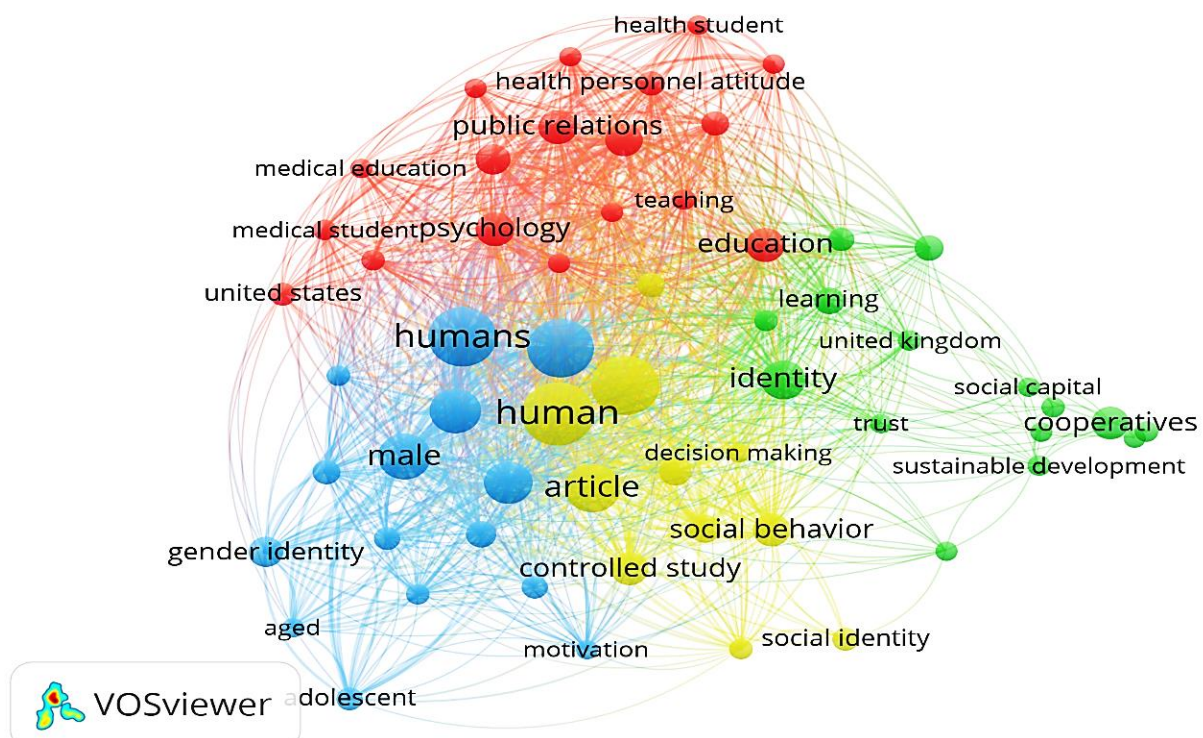 health student
health personnel attitude
public relations
medical education
teaching
medical student
psychology
education
united states
learning
humans
united kingdom
identity
social capital
human
trust
cooperatives
male
decision making
sustainable development
article
social behavior
gender identity
controlled study
aged
social identity
motivation
adolescent
VOSviewer